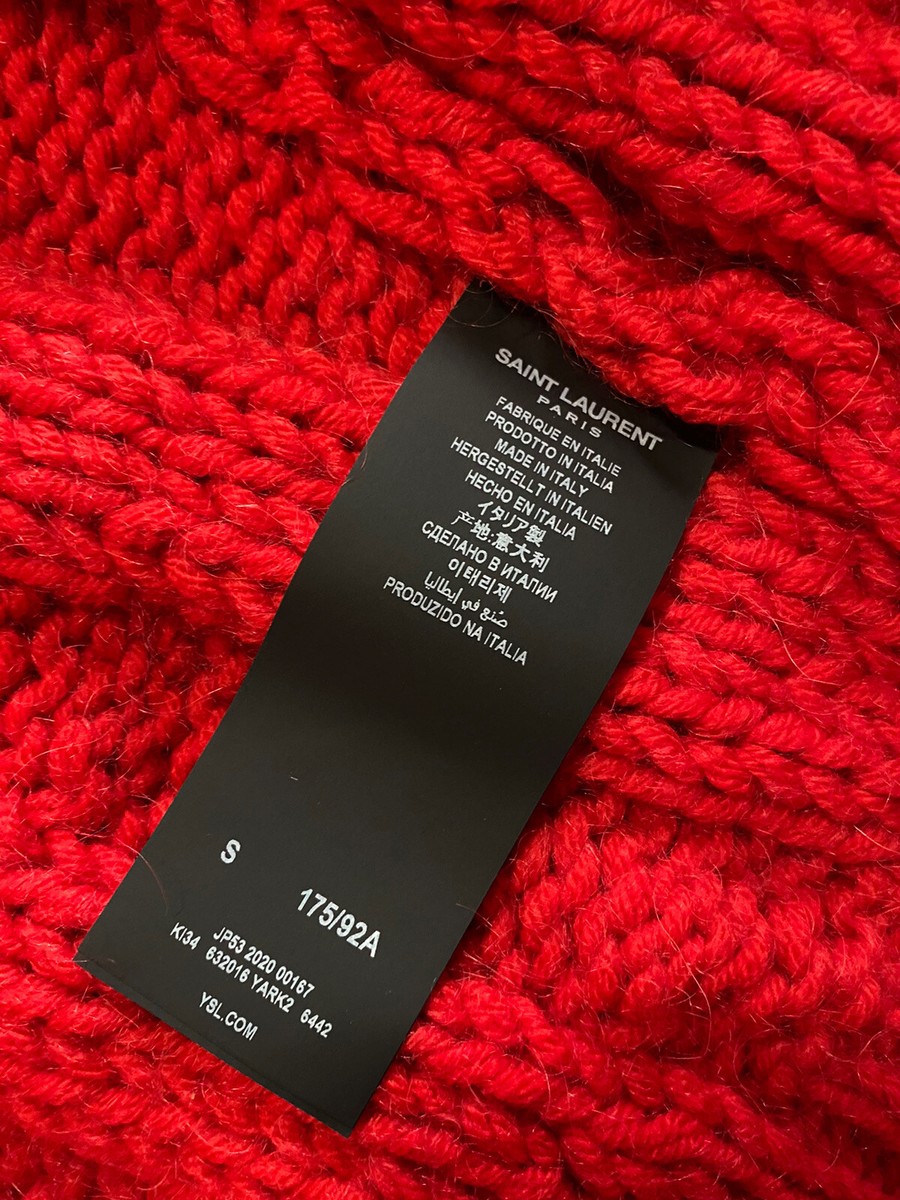 SAINT LAURENT
PARIS
FABRIQUE EN ITALIE
PRODOTTO IN ITALIA
MADE IN ITALY
HERGESTELLT IN ITALIEN
HECHO EN ITALIA
イタリア製
产地:意大利
СДЕЛАНО В ИТАЛИИ
이태리제
صُنع في إيطاليا
PRODUZIDO NA ITALIA
S
175/92A
JP53 2020 00167
KI34 632016 YARK2 6442
YSL.COM